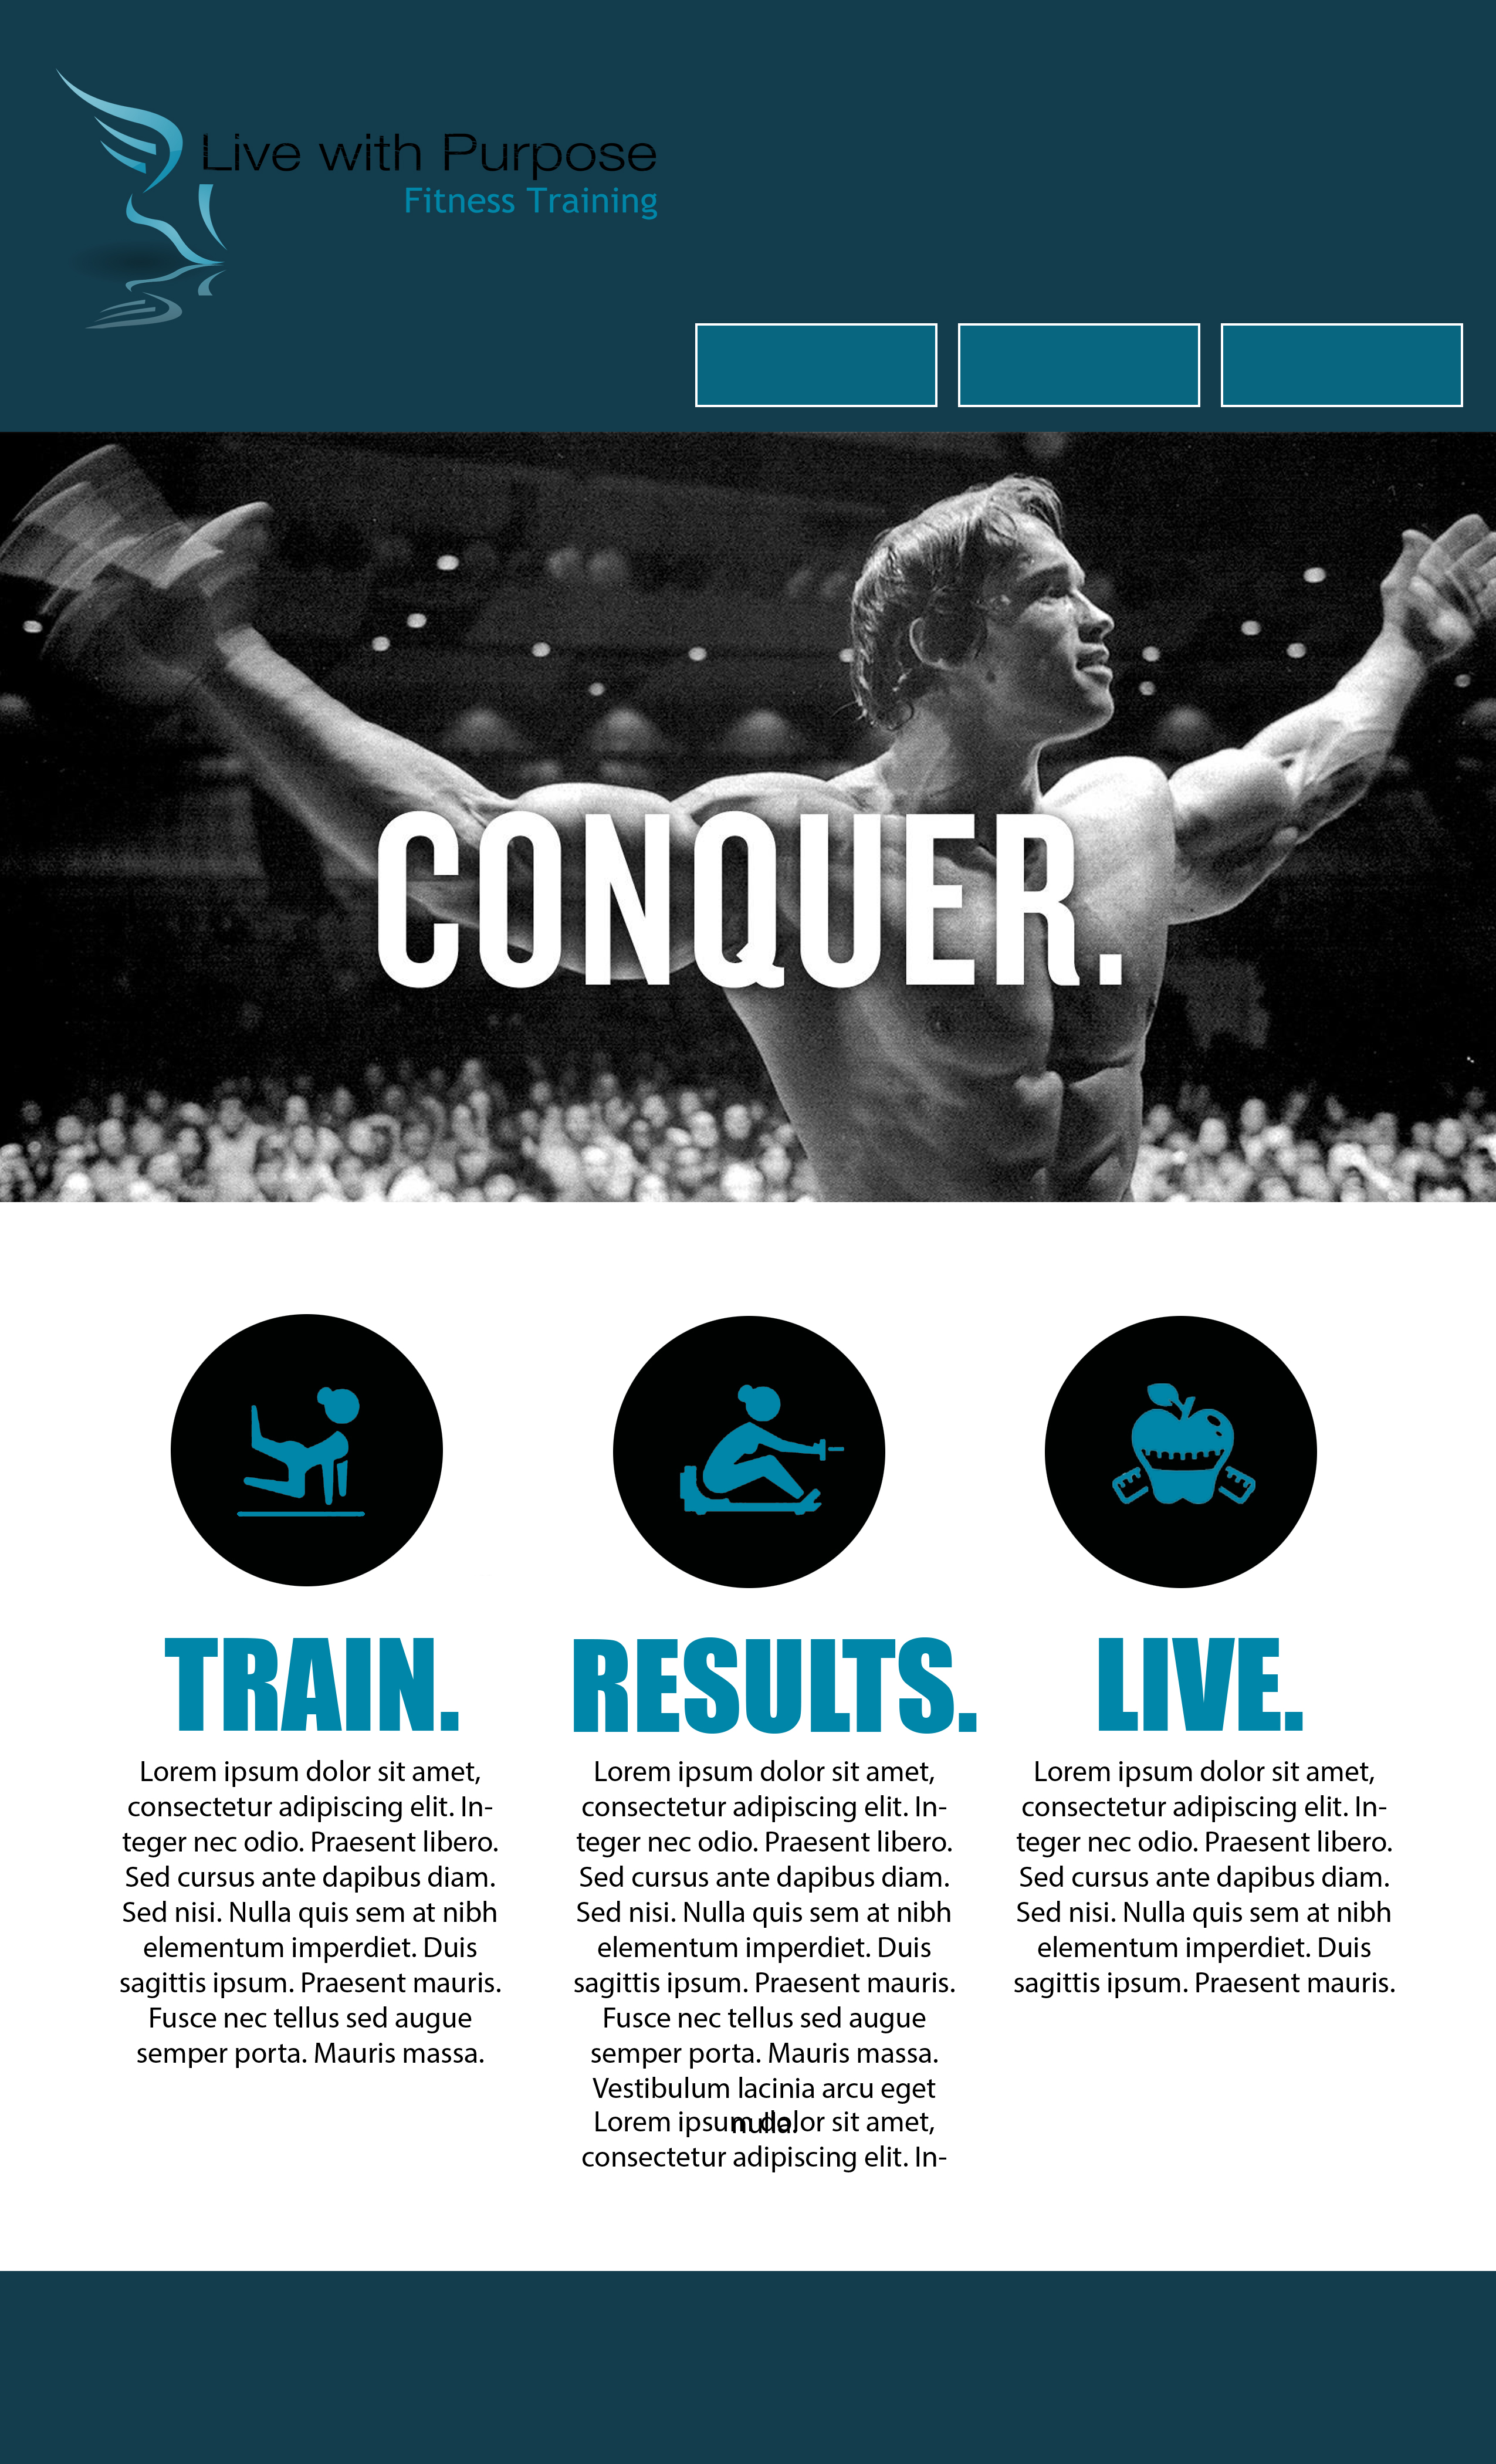 Live with Purpose
Fitness Training
CONQUER.
TRAIN.
Lorem ipsum dolor sit amet,
consectetur adipiscing elit. In-
teger nec odio. Praesent libero.
Sed cursus ante dapibus diam.
Sed nisi. Nulla quis sem at nibh
elementum imperdiet. Duis
sagittis ipsum. Praesent mauris.
Fusce nec tellus sed augue
semper porta. Mauris massa.
RESULTS.
Lorem ipsum dolor sit amet,
consectetur adipiscing elit. In-
teger nec odio. Praesent libero.
Sed cursus ante dapibus diam.
Sed nisi. Nulla quis sem at nibh
elementum imperdiet. Duis
sagittis ipsum. Praesent mauris.
Fusce nec tellus sed augue
semper porta. Mauris massa.
Vestibulum lacinia arcu eget
nulla.
Lorem ipsum dolor sit amet,
consectetur adipiscing elit. In-
LIVE.
Lorem ipsum dolor sit amet,
consectetur adipiscing elit. In-
teger nec odio. Praesent libero.
Sed cursus ante dapibus diam.
Sed nisi. Nulla quis sem at nibh
elementum imperdiet. Duis
sagittis ipsum. Praesent mauris.